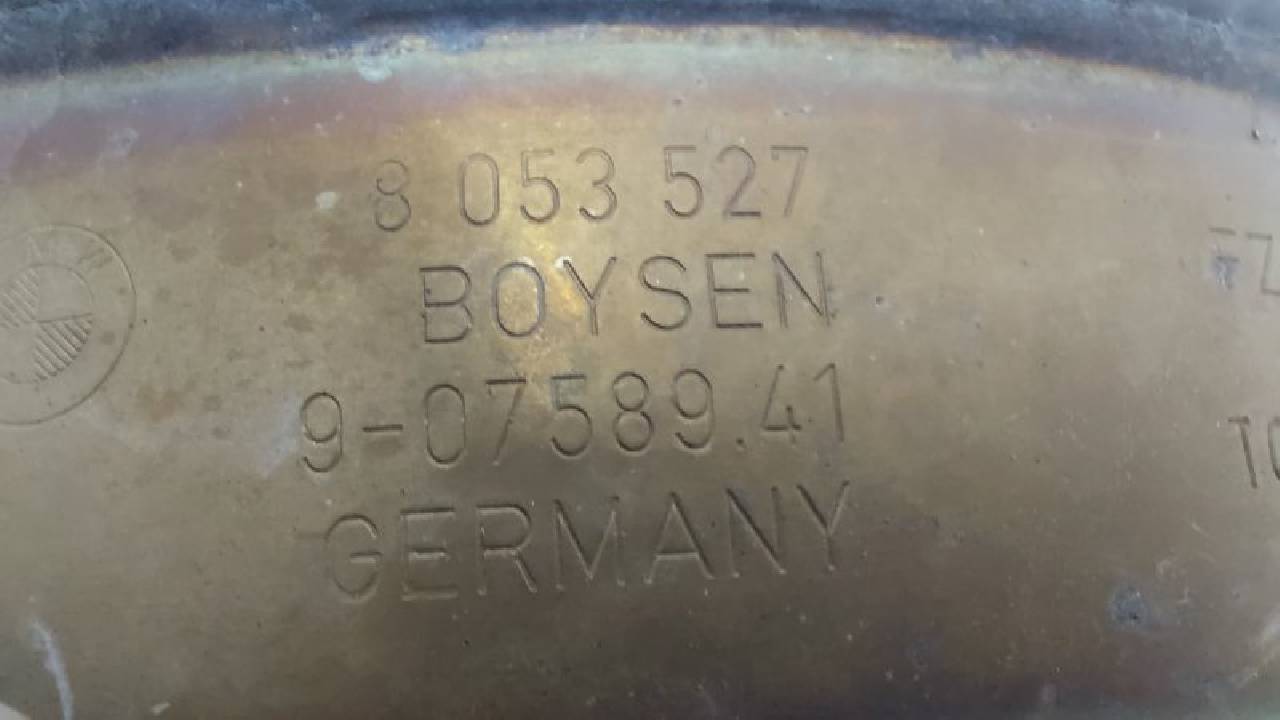 8 053 527
BOYSEN
9-07589.41
GERMANY